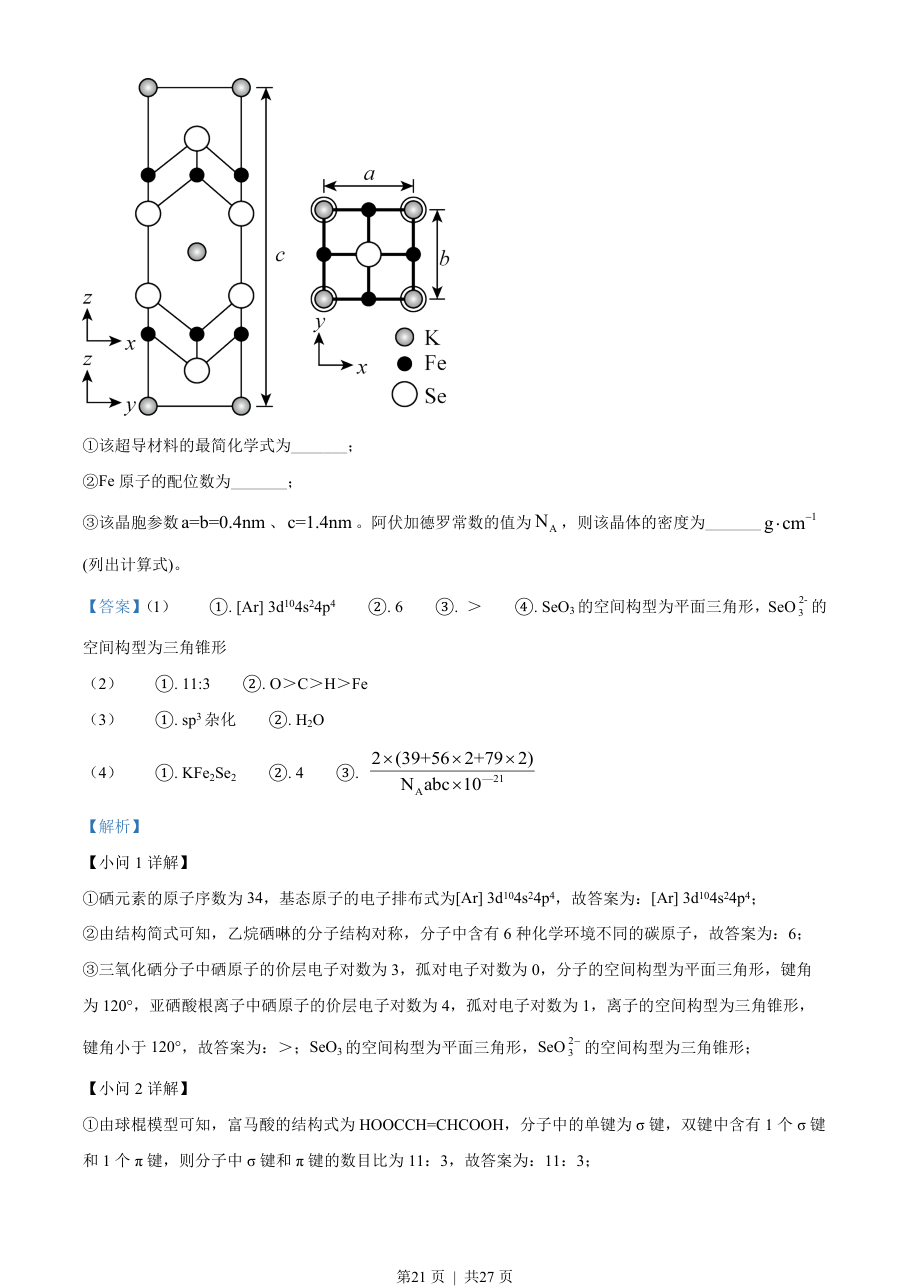 a
c
b
z
x
z
y
y
x
K
Fe
Se
①该超导材料的最简化学式为_______；
②Fe 原子的配位数为_______；
③该晶胞参数 a=b=0.4nm 、c=1.4nm 。阿伏加德罗常数的值为 N_A ，则该晶体的密度为_______ g·cm⁻¹
(列出计算式)。
【答案】（1） ①. [Ar] 3d¹⁰4s²4p⁴ ②. 6 ③. ＞ ④. SeO₃ 的空间构型为平面三角形，SeO₃²⁻ 的
空间构型为三角锥形
（2） ①. 11:3 ②. O＞C＞H＞Fe
（3） ①. sp³ 杂化 ②. H₂O
（4） ①. KFe₂Se₂ ②. 4 ③. 2×(39+56×2+79×2)
N_A abc×10^—21
【解析】
【小问 1 详解】
①硒元素的原子序数为 34，基态原子的电子排布式为[Ar] 3d¹⁰4s²4p⁴，故答案为：[Ar] 3d¹⁰4s²4p⁴；
②由结构简式可知，乙烷硒啉的分子结构对称，分子中含有 6 种化学环境不同的碳原子，故答案为：6；
③三氧化硒分子中硒原子的价层电子对数为 3，孤对电子对数为 0，分子的空间构型为平面三角形，键角
为 120°，亚硒酸根离子中硒原子的价层电子对数为 4，孤对电子对数为 1，离子的空间构型为三角锥形，
键角小于 120°，故答案为：＞；SeO₃ 的空间构型为平面三角形，SeO₃²⁻ 的空间构型为三角锥形；
【小问 2 详解】
①由球棍模型可知，富马酸的结构式为 HOOCCH=CHCOOH，分子中的单键为 σ 键，双键中含有 1 个 σ 键
和 1 个 π 键，则分子中 σ 键和 π 键的数目比为 11：3，故答案为：11：3；
第21 页 | 共27 页